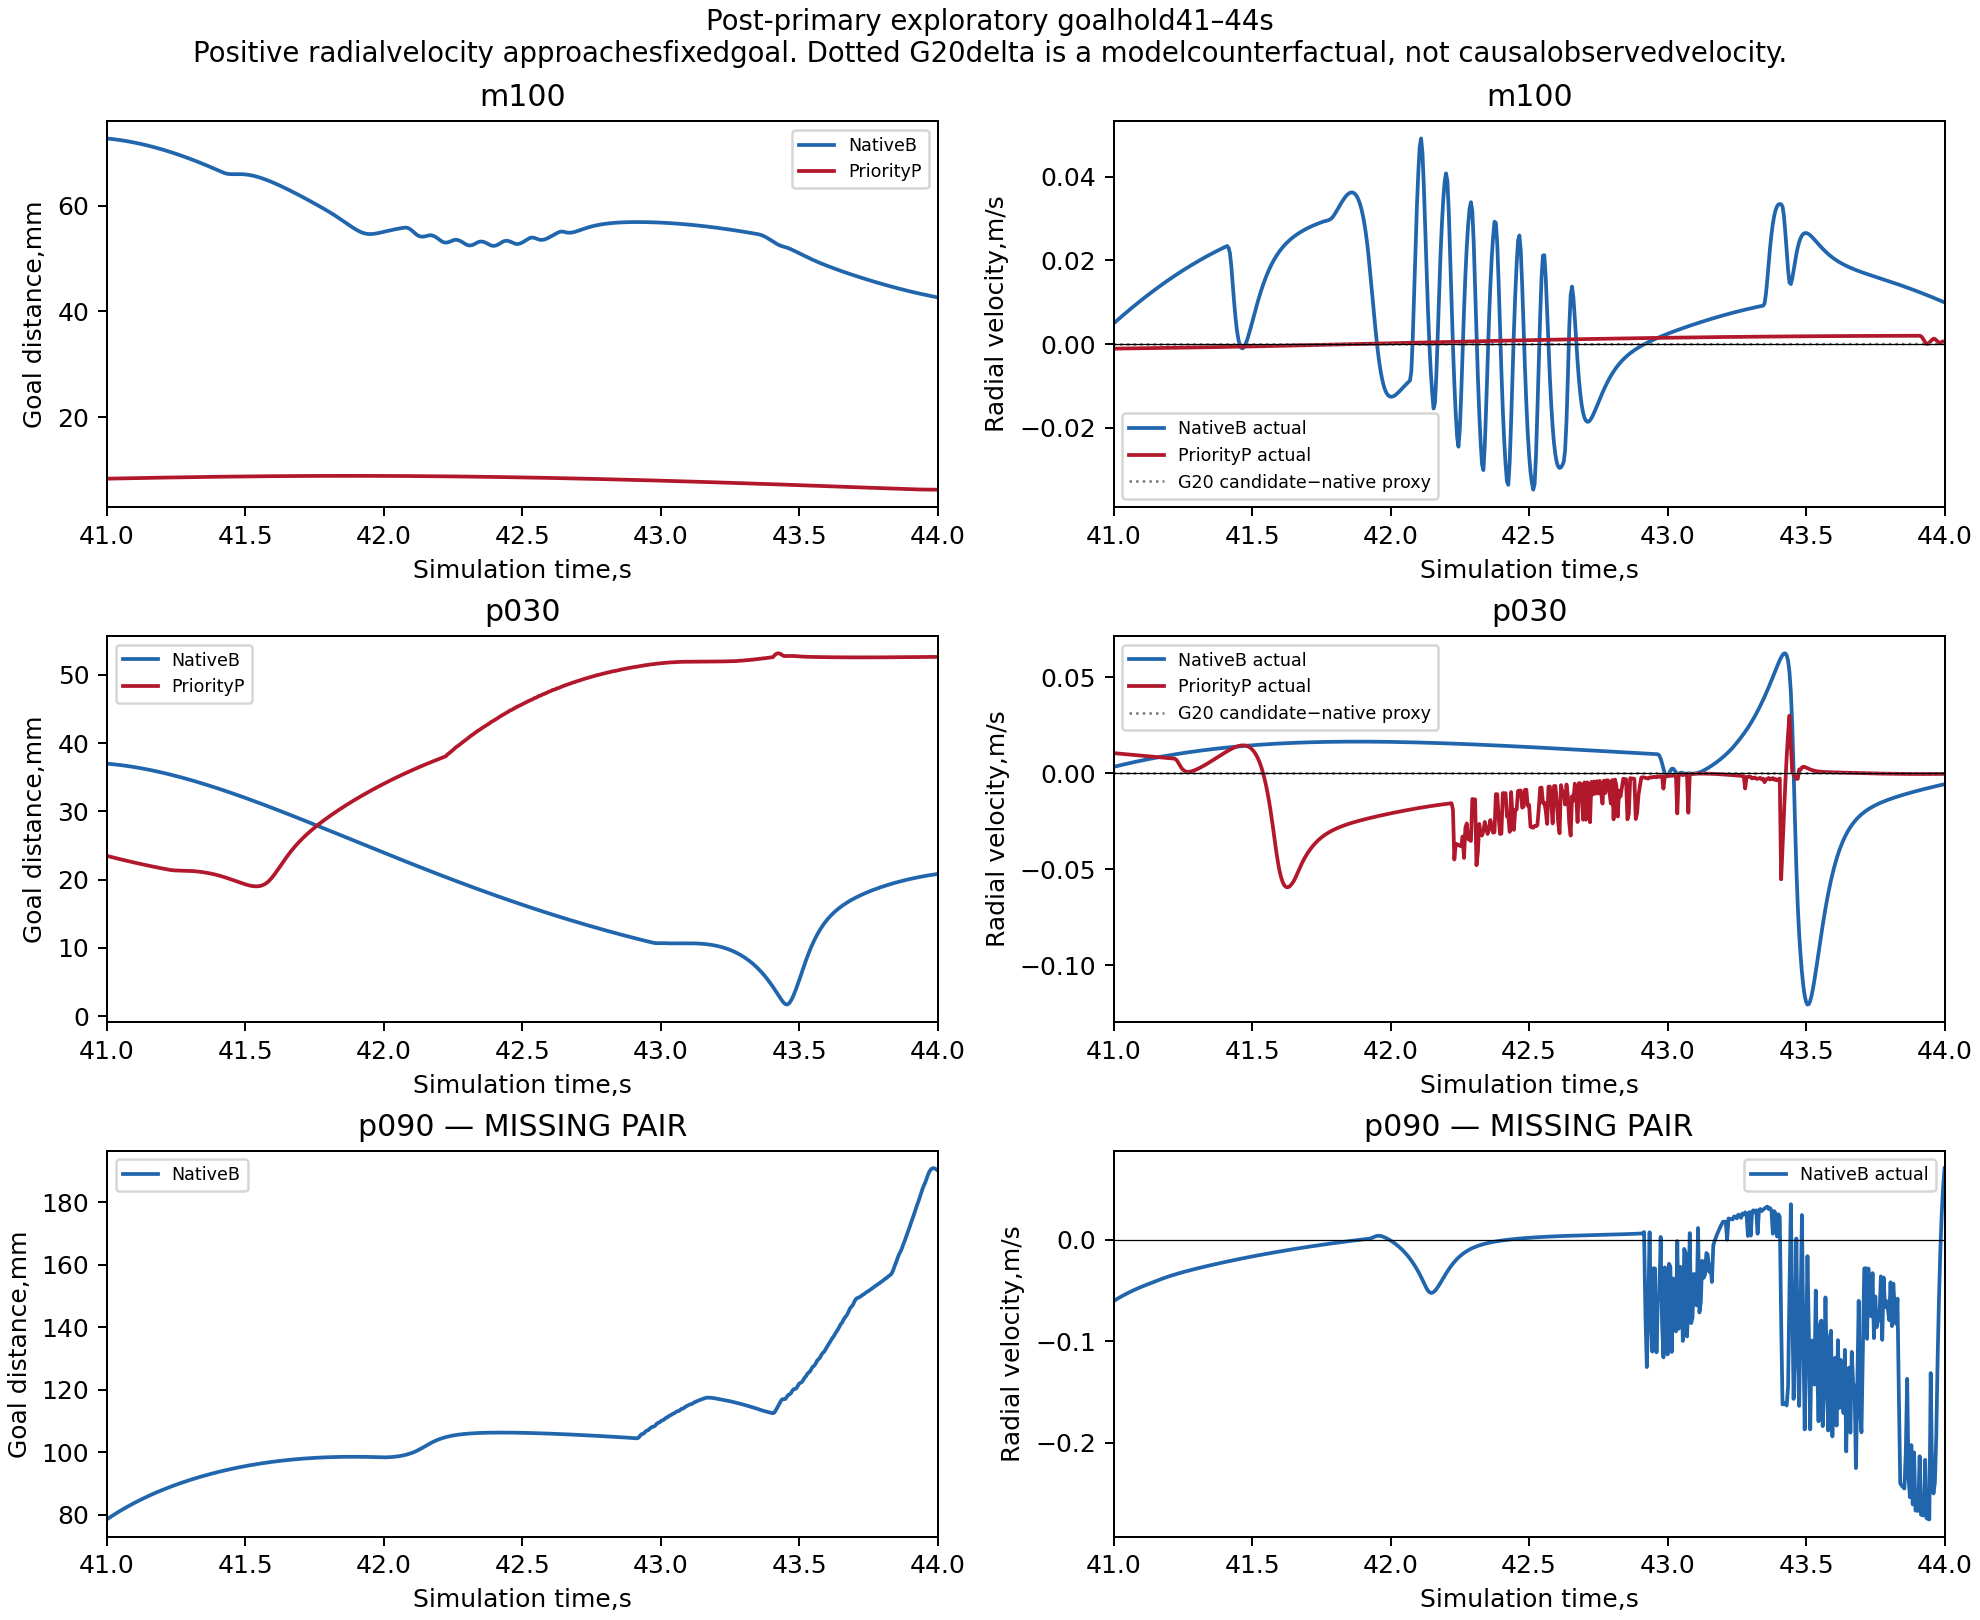 Post-primary exploratory goalhold41–44s
Positive radialvelocity approachesfixedgoal. Dotted G20delta is a modelcounterfactual, not causalobservedvelocity.
m100
Goal distance,mm
60
40
20
NativeB
PriorityP
41.0 41.5 42.0 42.5 43.0 43.5 44.0
Simulation time,s
m100
Radial velocity,m/s
0.04
0.02
0.00
−0.02
NativeB actual
PriorityP actual
G20 candidate−native proxy
41.0 41.5 42.0 42.5 43.0 43.5 44.0
Simulation time,s
p030
Goal distance,mm
50
40
30
20
10
0
NativeB
PriorityP
41.0 41.5 42.0 42.5 43.0 43.5 44.0
Simulation time,s
p030
Radial velocity,m/s
0.05
0.00
−0.05
−0.10
NativeB actual
PriorityP actual
G20 candidate−native proxy
41.0 41.5 42.0 42.5 43.0 43.5 44.0
Simulation time,s
p090 — MISSING PAIR
Goal distance,mm
180
160
140
120
100
80
NativeB
41.0 41.5 42.0 42.5 43.0 43.5 44.0
Simulation time,s
p090 — MISSING PAIR
Radial velocity,m/s
0.0
−0.1
−0.2
NativeB actual
41.0 41.5 42.0 42.5 43.0 43.5 44.0
Simulation time,s